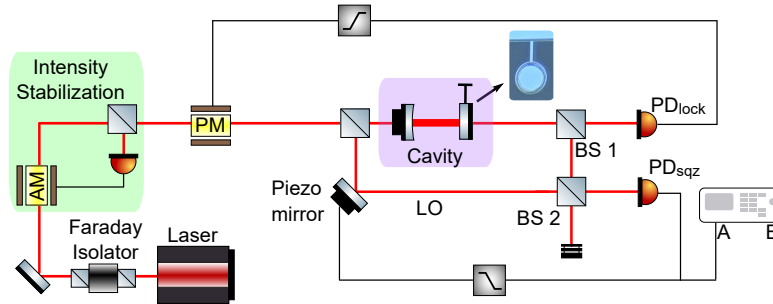 Intensity
Stabilization
PM
AM
Cavity
PDlock
BS 1
PDsqz
BS 2
Piezo
mirror
LO
A
B
Faraday
Isolator
Laser